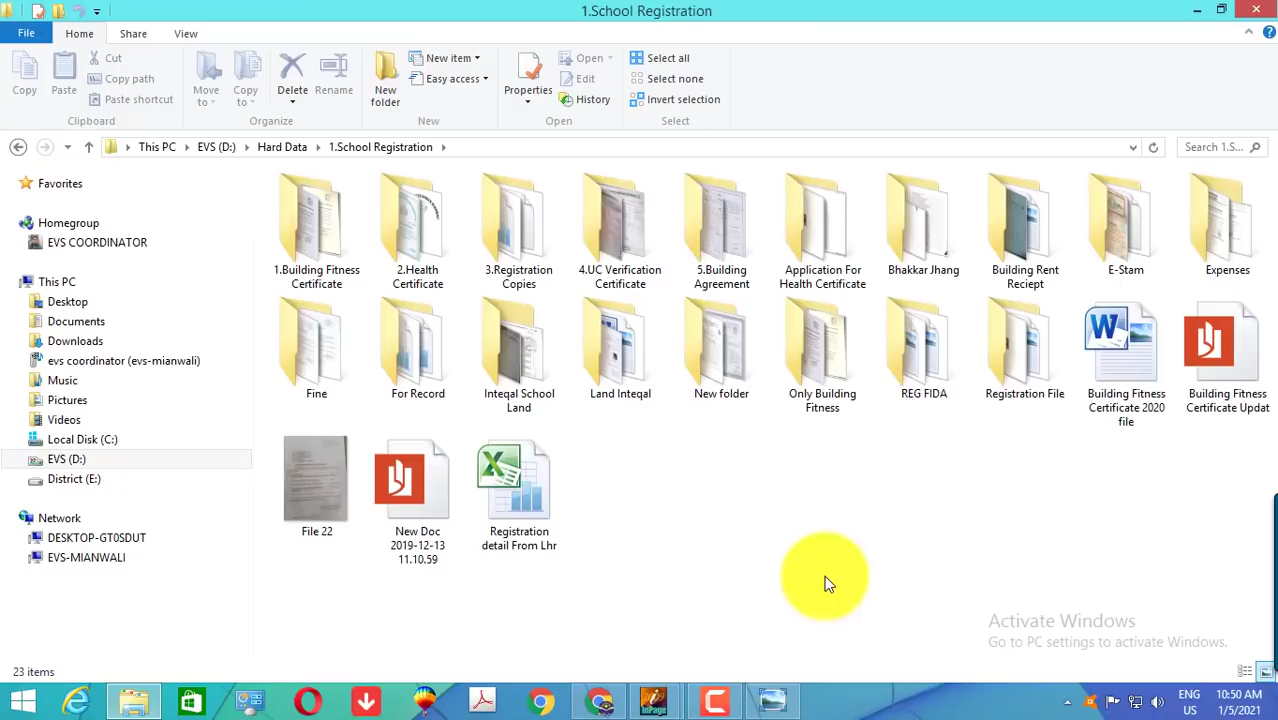 1.School Registration
File Home Share View
Copy
Paste
Cut
Copy path
Paste shortcut
Clipboard
Move to
Copy to
Delete
Rename
Organize
New folder
New item
Easy access
New
Properties
Open
Edit
History
Open
Select all
Select none
Invert selection
Select
This PC EVS (D:) Hard Data 1.School Registration
Search 1.S...
Favorites
Homegroup
EVS COORDINATOR
This PC
Desktop
Documents
Downloads
evs coordinator (evs-mianwali)
Music
Pictures
Videos
Local Disk (C:)
EVS (D:)
District (E:)
Network
DESKTOP-GT0SDUT
EVS-MIANWALI
1.Building Fitness
Certificate
2.Health
Certificate
3.Registration
Copies
4.UC Verification
Certificate
5.Building
Agreement
Application For
Health Certificate
Bhakkar Jhang
Building Rent
Reciept
E-Stam
Expenses
Fine
For Record
Inteqal School
Land
Land Inteqal
New folder
Only Building
Fitness
REG FIDA
Registration File
Building Fitness
Certificate 2020
file
Building Fitness
Certificate Updat
File 22
New Doc
2019-12-13
11.10.59
Registration
detail From Lhr
Activate Windows
Go to PC settings to activate Windows.
23 items
InPage
ENG
US
10:50 AM
1/5/2021